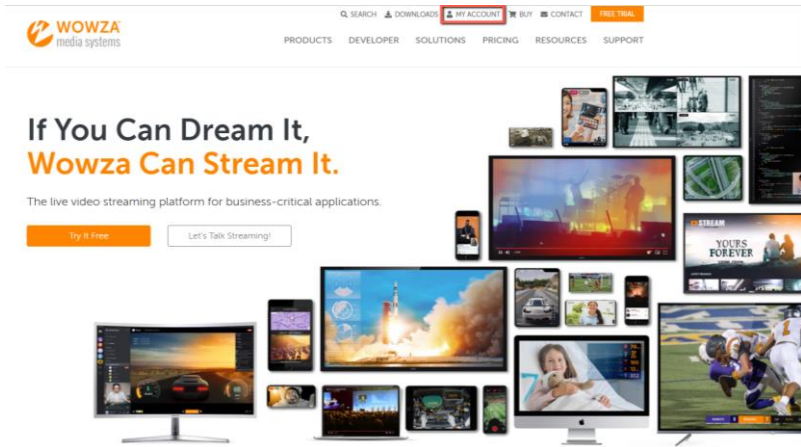 SEARCH DOWNLOADS MY ACCOUNT BUY CONTACT FREE TRIAL
WOWZA
media systems
PRODUCTS DEVELOPER SOLUTIONS PRICING RESOURCES SUPPORT
If You Can Dream It,
Wowza Can Stream It.
The live video streaming platform for business-critical applications.
Try It Free Let's Talk Streaming!
STREAM
YOURS
FOREVER